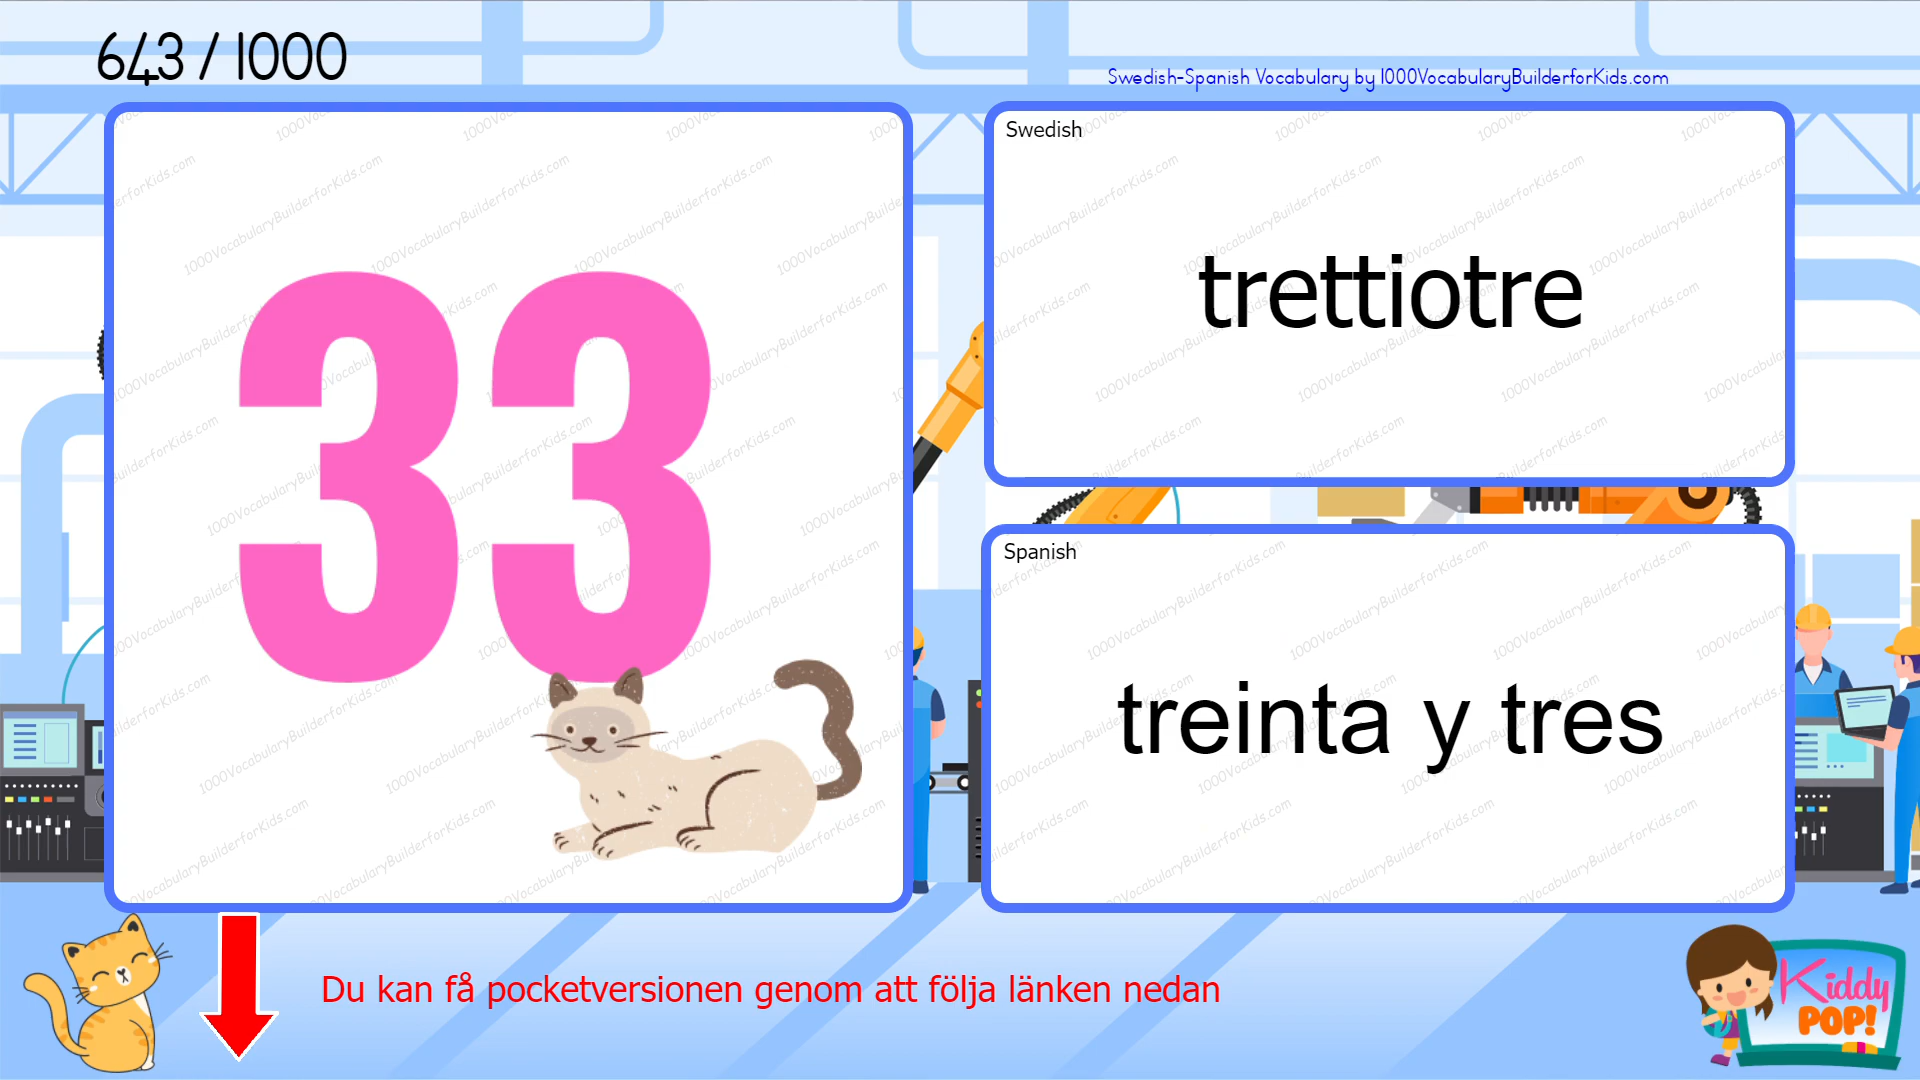 643 / 1000
Swedish-Spanish Vocabulary by 1000VocabularyBuilderforKids.com
33
Swedish
trettiotre
Spanish
treinta y tres
Du kan få pocketversionen genom att följa länken nedan
Kiddy
POP!